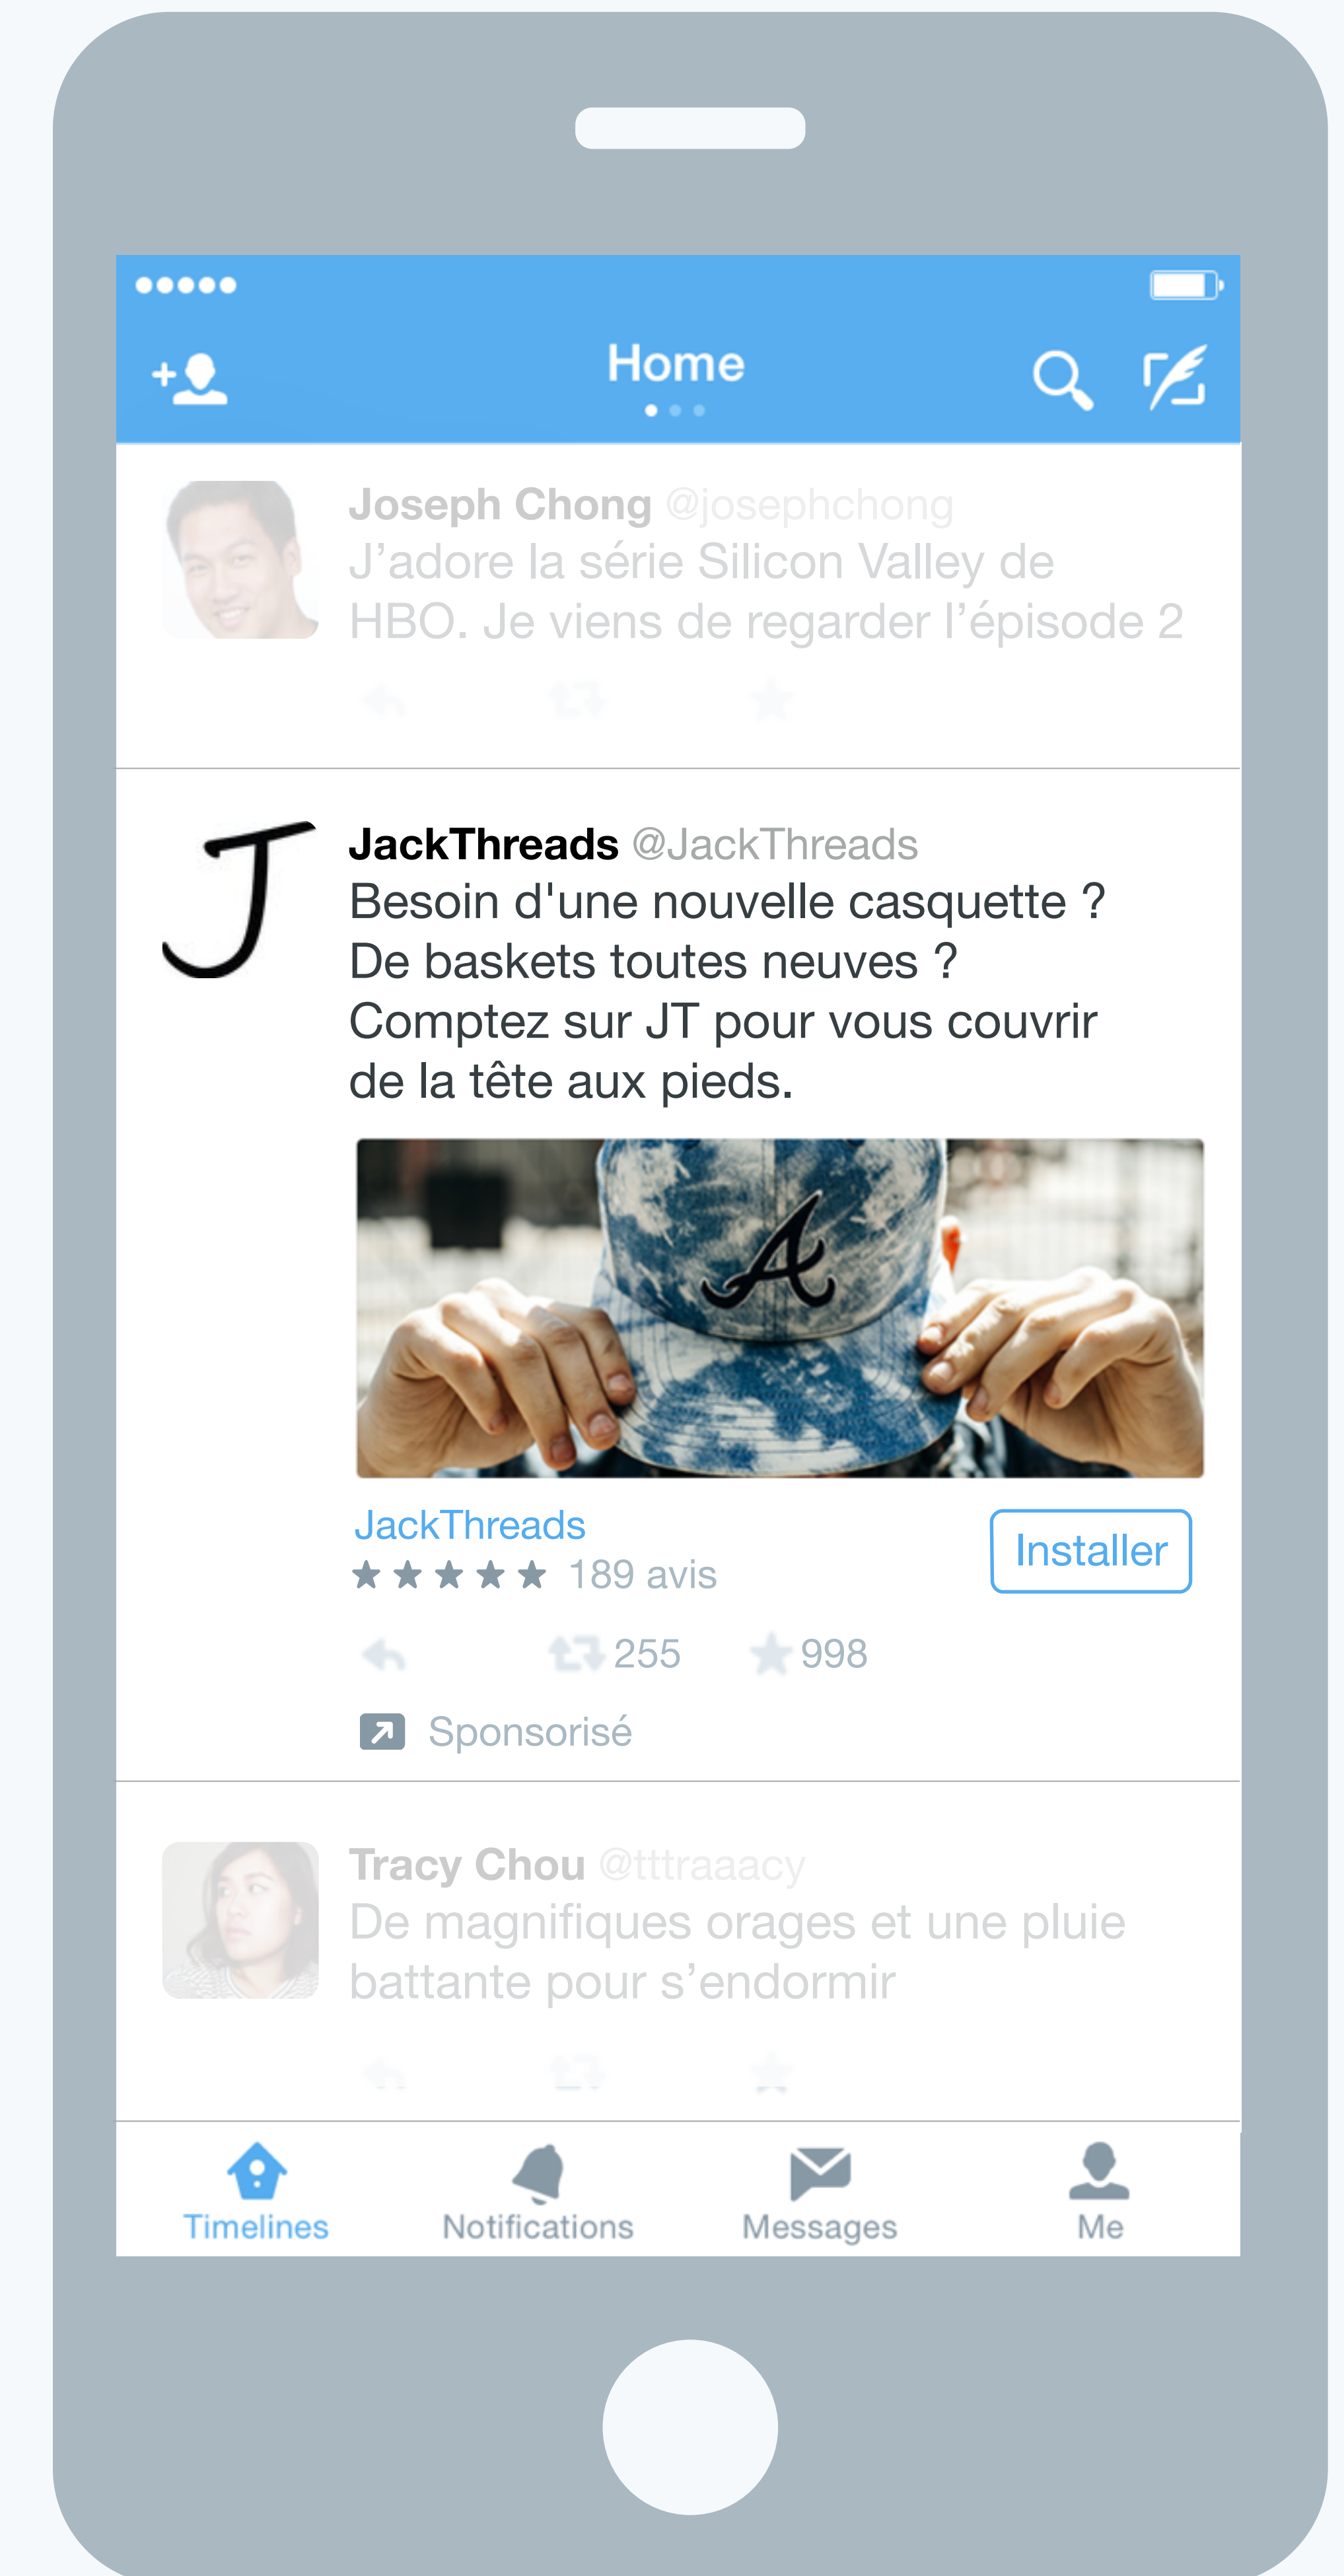 Home
Joseph Chong @josephchong
J’adore la série Silicon Valley de
HBO. Je viens de regarder l’épisode 2
J
JackThreads @JackThreads
Besoin d'une nouvelle casquette ?
De baskets toutes neuves ?
Comptez sur JT pour vous couvrir
de la tête aux pieds.
A
JackThreads
Installer
189 avis
255 998
Sponsorisé
Tracy Chou @tttraaacy
De magnifiques orages et une pluie
battante pour s’endormir
Timelines Notifications Messages Me